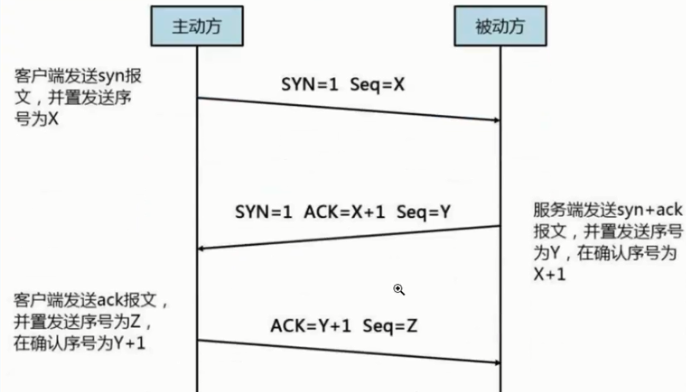 主动方
被动方
客户端发送syn报
文，并置发送序
号为X
SYN=1 Seq=X
SYN=1 ACK=X+1 Seq=Y
服务端发送syn+ack
报文，并置发送序号
为Y，在确认序号为
X+1
客户端发送ack报文，
并置发送序号为Z，
在确认序号为Y+1
ACK=Y+1 Seq=Z